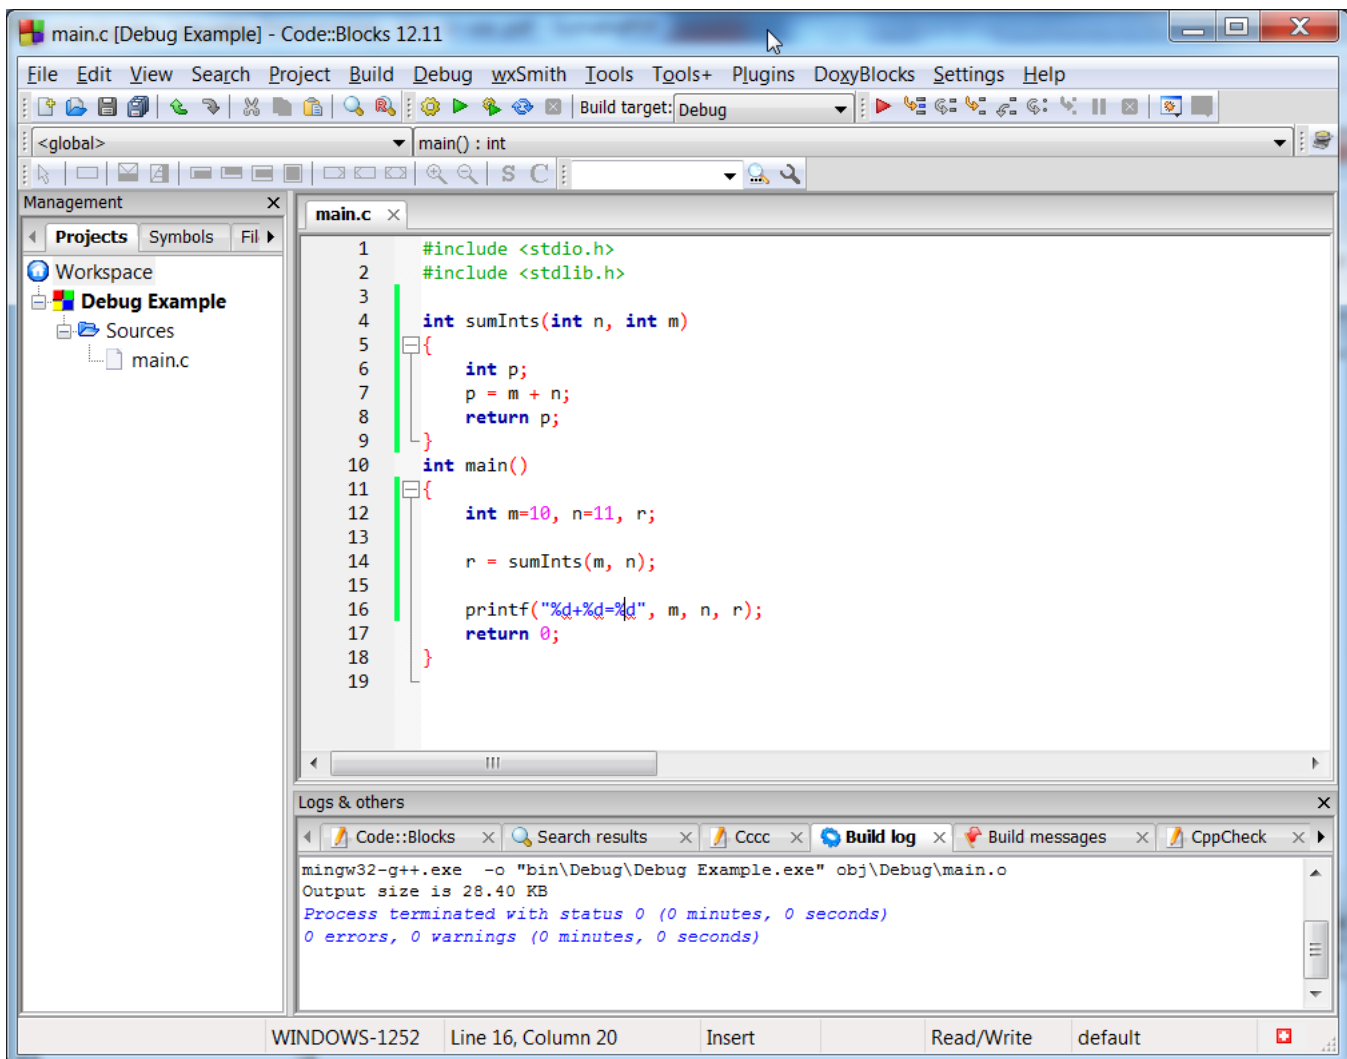 main.c [Debug Example] - Code::Blocks 12.11
File Edit View Search Project Build Debug wxSmith Tools Tools+ Plugins DoxyBlocks Settings Help
Build target: Debug
<global> main() : int
S C
Management
main.c
Projects Symbols Fil
Workspace
Debug Example
Sources
main.c
1 #include <stdio.h>
2 #include <stdlib.h>
3
4 int sumInts(int n, int m)
5 {
6 int p;
7 p = m + n;
8 return p;
9 }
10 int main()
11 {
12 int m=10, n=11, r;
13
14 r = sumInts(m, n);
15
16 printf("%d+%d=%d", m, n, r);
17 return 0;
18 }
19
Logs & others
Code::Blocks Search results Cccc Build log Build messages CppCheck
mingw32-g++.exe -o "bin\Debug\Debug Example.exe" obj\Debug\main.o
Output size is 28.40 KB
Process terminated with status 0 (0 minutes, 0 seconds)
0 errors, 0 warnings (0 minutes, 0 seconds)
WINDOWS-1252 Line 16, Column 20 Insert Read/Write default